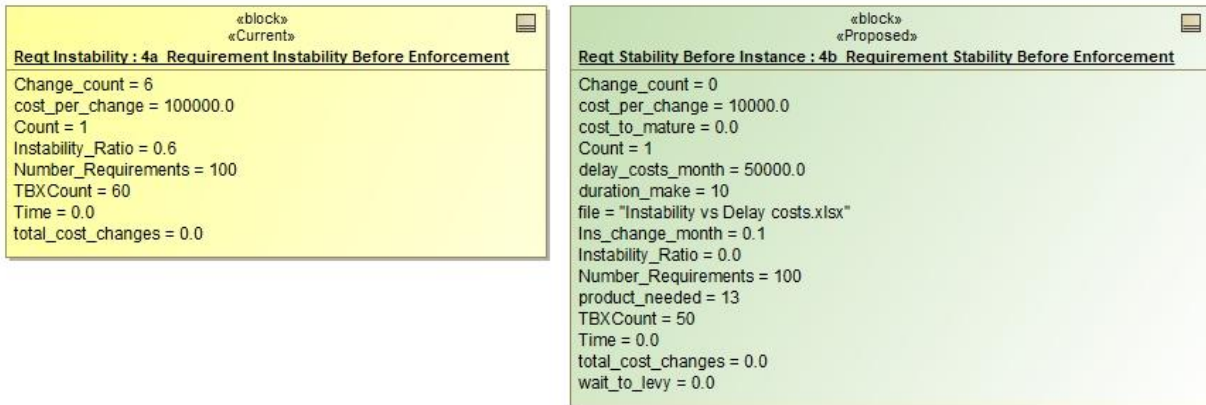 «block»
«Current»
Reqt Instability : 4a Requirement Instability Before Enforcement
Change_count = 6
cost_per_change = 100000.0
Count = 1
Instability_Ratio = 0.6
Number_Requirements = 100
TBXCount = 60
Time = 0.0
total_cost_changes = 0.0
«block»
«Proposed»
Reqt Stability Before Instance : 4b Requirement Stability Before Enforcement
Change_count = 0
cost_per_change = 10000.0
cost_to_mature = 0.0
Count = 1
delay_costs_month = 50000.0
duration_make = 10
file = "Instability vs Delay costs.xlsx"
Ins_change_month = 0.1
Instability_Ratio = 0.0
Number_Requirements = 100
product_needed = 13
TBXCount = 50
Time = 0.0
total_cost_changes = 0.0
wait_to_levy = 0.0